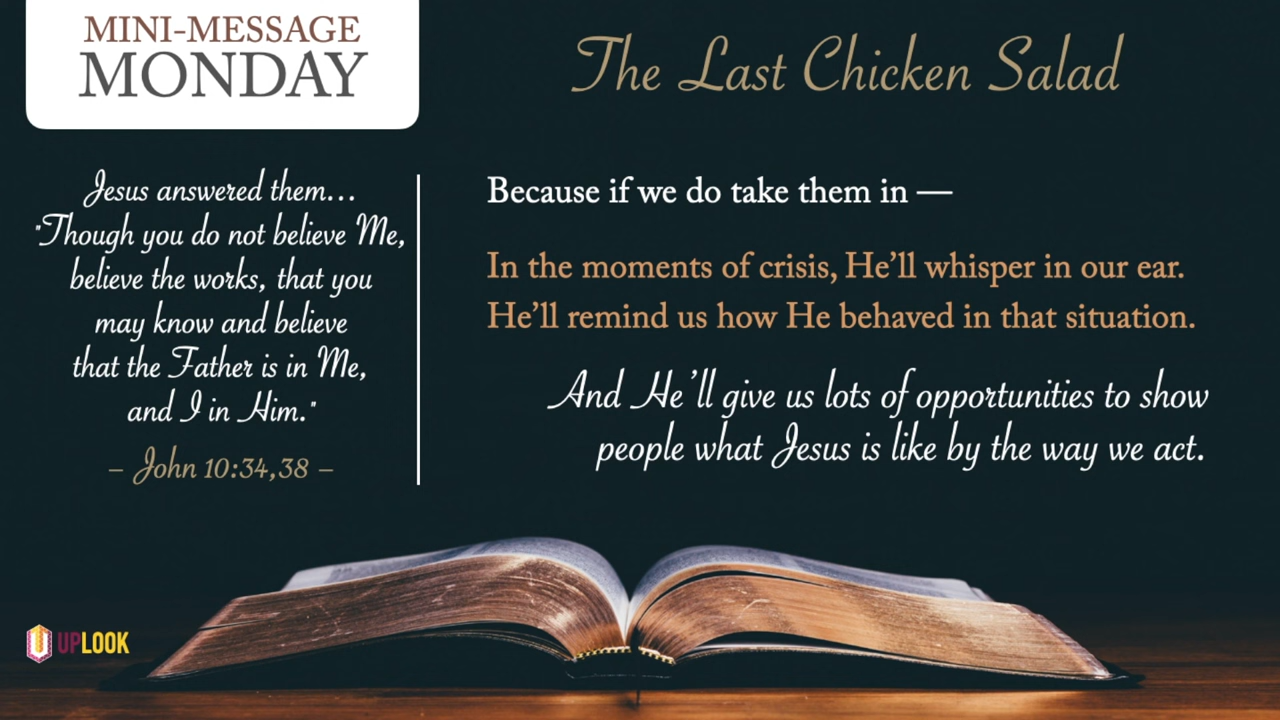 MINI-MESSAGE
MONDAY
The Last Chicken Salad
Jesus answered them...
"Though you do not believe Me,
believe the works, that you
may know and believe
that the Father is in Me,
and I in Him."
– John 10:34,38 –
Because if we do take them in —
In the moments of crisis, He’ll whisper in our ear.
He’ll remind us how He behaved in that situation.
And He’ll give us lots of opportunities to show
people what Jesus is like by the way we act.
UPLOOK